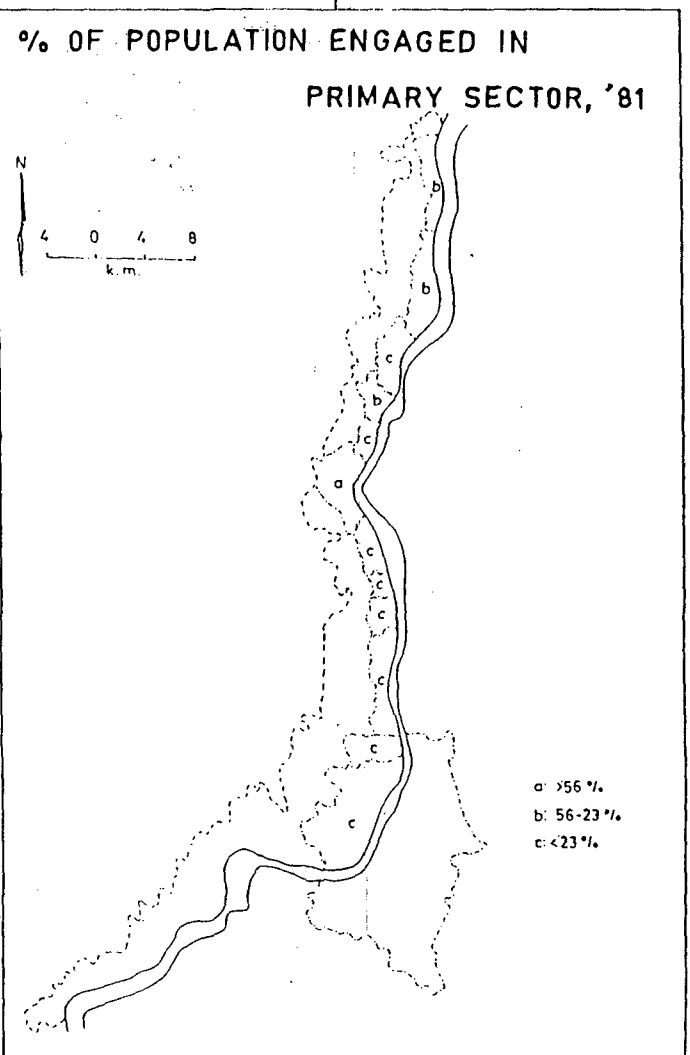 % OF POPULATION ENGAGED IN
PRIMARY SECTOR, '81
N
4 0 4 8
k.m.
b
b
c
b
c
a
c
c
c
c
c
c
a: >56 %
b: 56-23 %
c: <23 %